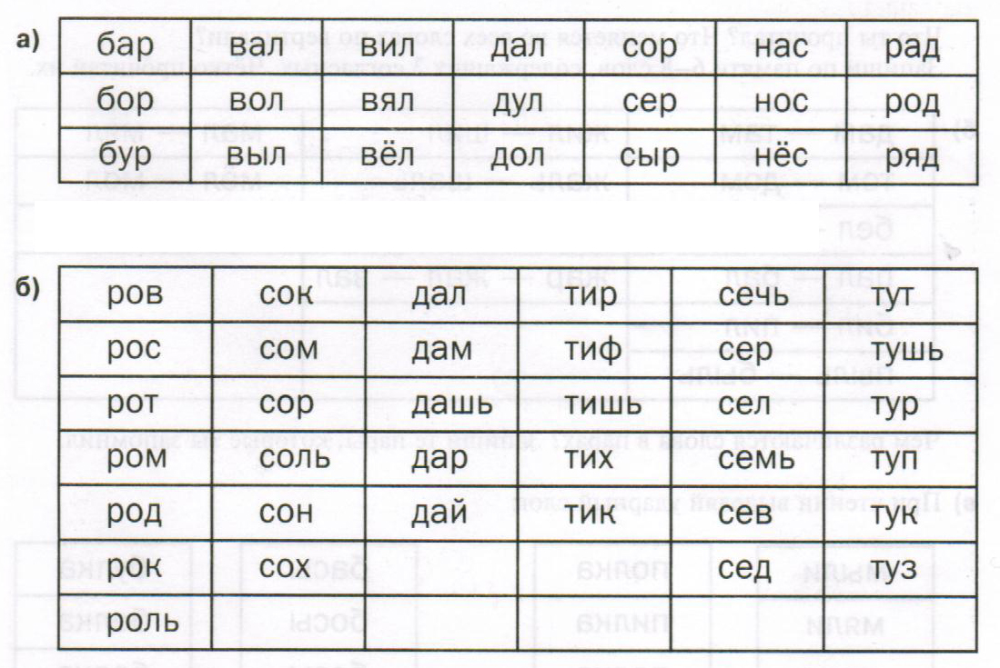 а) бар вал вил дал сор нас рад
бор вол вял дул сер нос род
бур выл вёл дол сыр нёс ряд
б) ров сок дал тир сечь тут
рос сом дам тиф сер тушь
рот сор дашь тишь сел тур
ром соль дар тих семь туп
род сон дай тик сев тук
рок сох сед туз
роль